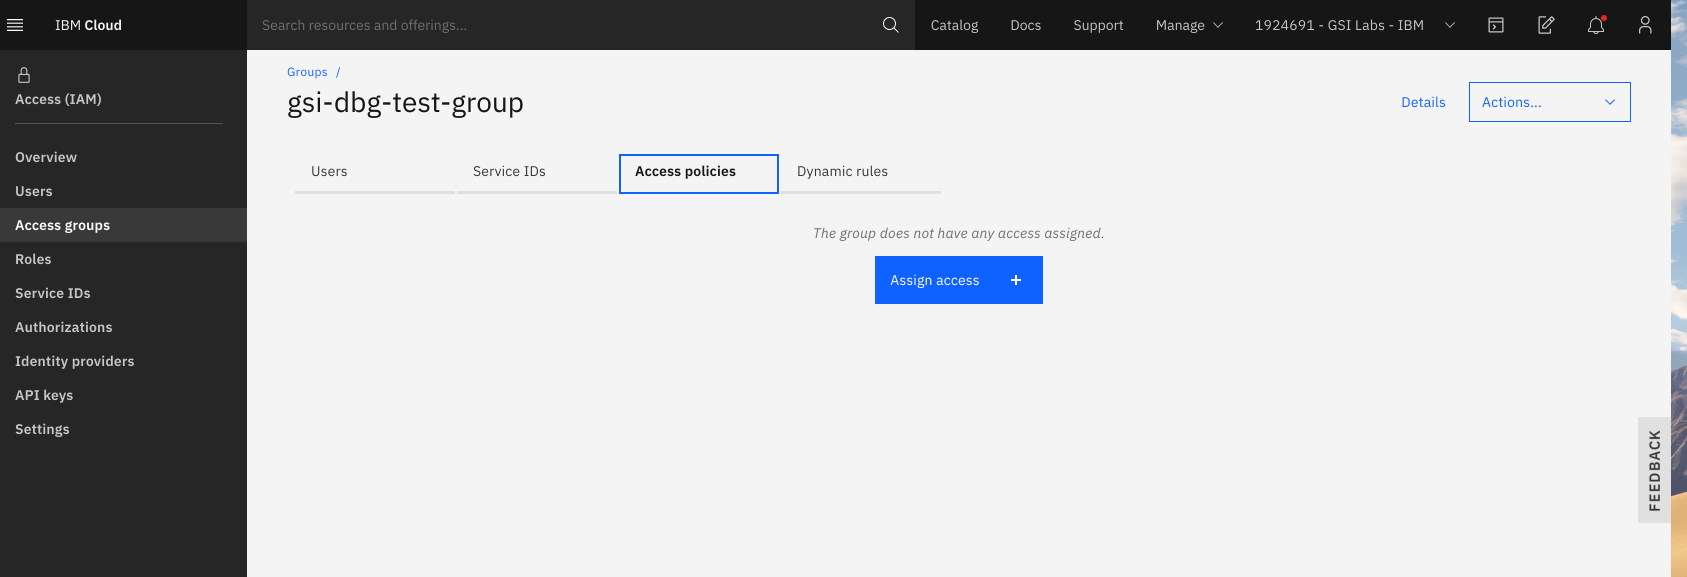 IBM Cloud
Search resources and offerings...
Catalog
Docs
Support
Manage
1924691 - GSI Labs - IBM
Access (IAM)
Overview
Users
Access groups
Roles
Service IDs
Authorizations
Identity providers
API keys
Settings
Groups /
gsi-dbg-test-group
Details
Actions...
Users
Service IDs
Access policies
Dynamic rules
The group does not have any access assigned.
Assign access +
FEEDBACK